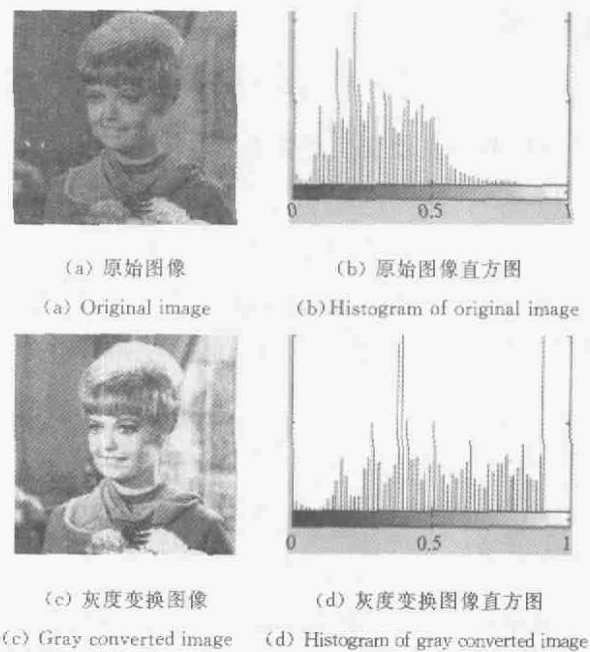 0 0.5 1
(a) 原始图像 (b) 原始图像直方图
(a) Original image (b)Histogram of original image
0 0.5 1
(c) 灰度变换图像 (d) 灰度变换图像直方图
(c) Gray converted image (d) Histogram of gray converted image